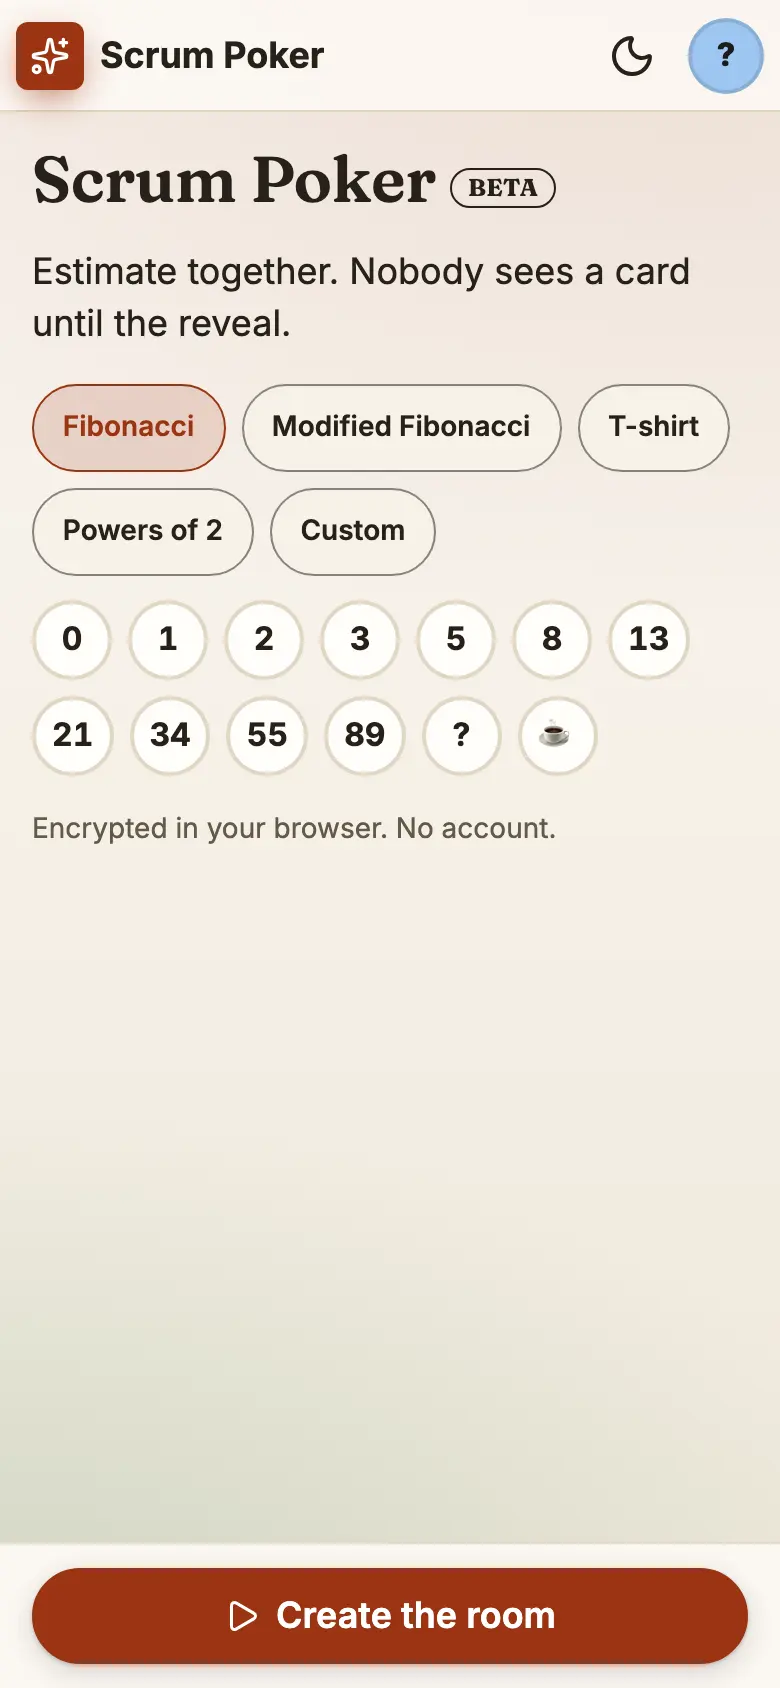 Scrum Poker
?
Scrum Poker BETA
Estimate together. Nobody sees a card
until the reveal.
Fibonacci Modified Fibonacci T-shirt
Powers of 2 Custom
0 1 2 3 5 8 13
21 34 55 89 ? ☕
Encrypted in your browser. No account.
Create the room